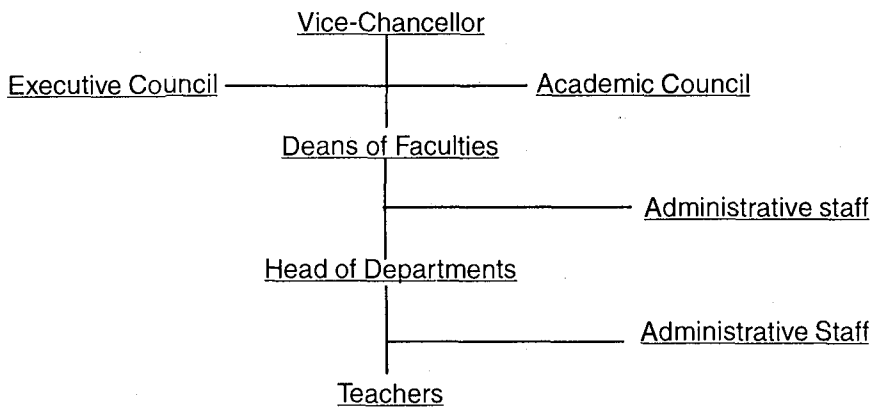 Vice-Chancellor
Executive Council
Academic Council
Deans of Faculties
Administrative staff
Head of Departments
Administrative Staff
Teachers